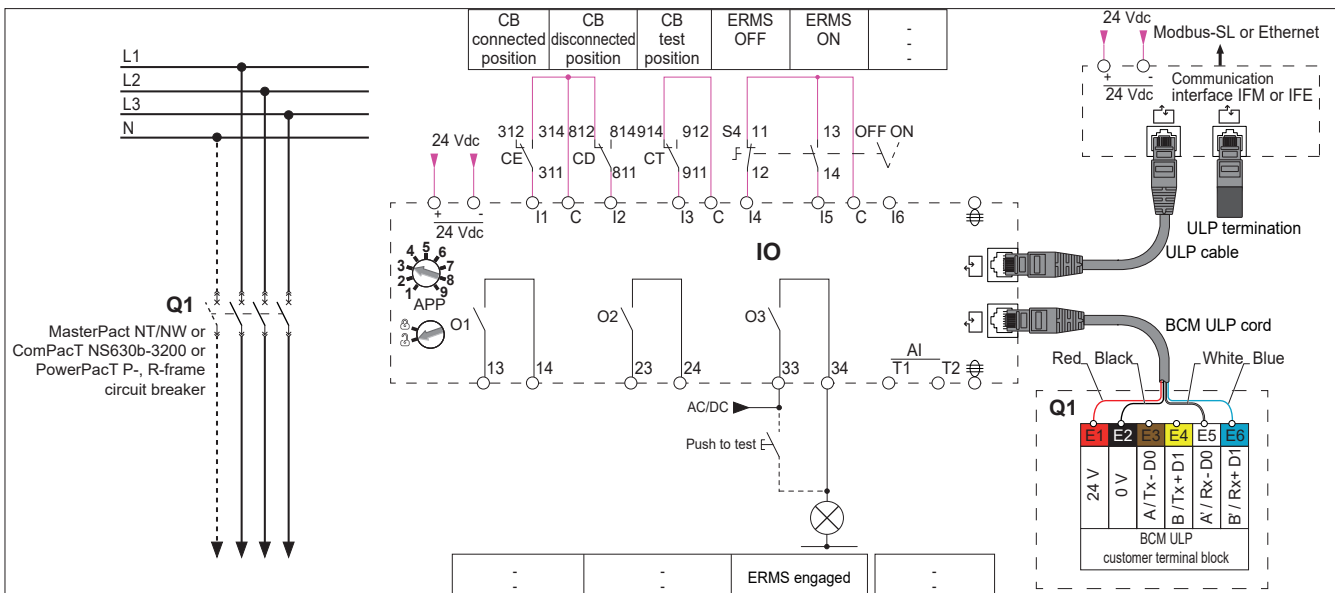 CB connected position
CB disconnected position
CB test position
ERMS OFF
ERMS ON
-
-
-
24 Vdc
Modbus-SL or Ethernet
+
-
24 Vdc
Communication
interface IFM or IFE
ULP termination
ULP cable
L1
L2
L3
N
24 Vdc
312
314
812
814
914
912
S4
11
13
OFF ON
CE
CD
CT
311
811
911
12
14
+
-
24 Vdc
I1
C
I2
I3
C
I4
I5
C
I6
IO
1
2
3
4
5
6
7
8
9
APP
O1
O2
O3
AI
T1
T2
13
14
23
24
33
34
Q1
MasterPact NT/NW or
ComPacT NS630b-3200 or
PowerPacT P-, R-frame
circuit breaker
AC/DC
Push to test
BCM ULP cord
Red
Black
White
Blue
Q1
E1
E2
E3
E4
E5
E6
24 V
0 V
A / Tx - D0
B / Tx + D1
A' / Rx - D0
B' / Rx+ D1
BCM ULP
customer terminal block
-
-
-
-
ERMS engaged
-
-